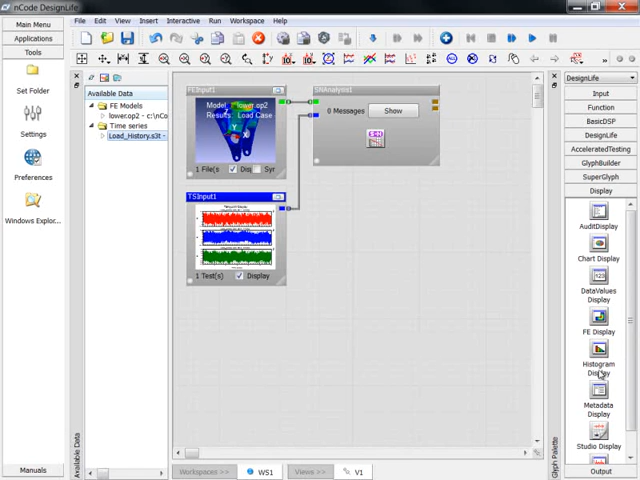 nCode DesignLife
Main Menu
Applications
Tools
Set Folder
Settings
Preferences
Windows Explor...
Manuals
File Edit View Insert Interactive Run Workspace Help
Available Data
Available Data
FE Models
lower.op2 - c:\nCo
Time series
Load_History.s3t -
FEInput1
Model lower.op2
Results: Load Case
1 File(s
Disp
Syr
TSInput1
1 Test(s)
Display
SNAnalysis1
0 Messages
Show
S-N
Workspaces >>
WS1
Views >>
V1
Glyph Palette
DesignLife
Input
Function
BasicDSP
DesignLife
AcceleratedTesting
GlyphBuilder
SuperGlyph
Display
AuditDisplay
Chart Display
DataValues
Display
FE Display
Histogram
Display
Metadata
Display
Studio Display
Output